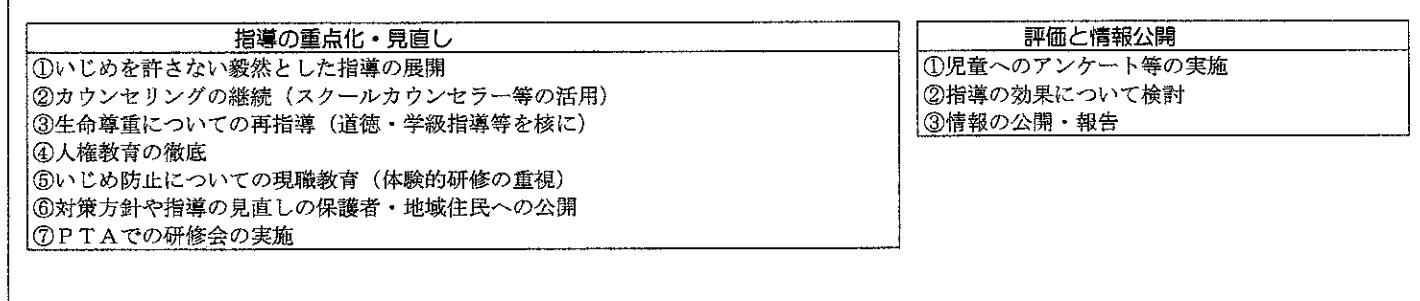 指導の重点化・見直し
①いじめを許さない毅然とした指導の展開
②カウンセリングの継続（スクールカウンセラー等の活用）
③生命尊重についての再指導（道徳・学級指導等を核に）
④人権教育の徹底
⑤いじめ防止についての現職教育（体験的研修の重視）
⑥対策方針や指導の見直しの保護者・地域住民への公開
⑦ＰＴＡでの研修会の実施
評価と情報公開
①児童へのアンケート等の実施
②指導の効果について検討
③情報の公開・報告